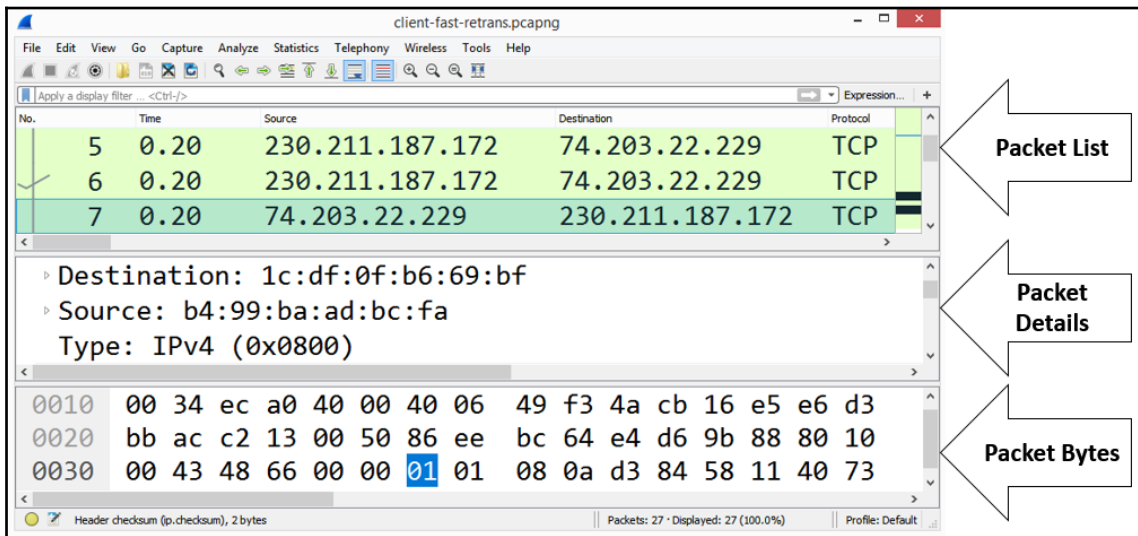 client-fast-retrans.pcapng
File Edit View Go Capture Analyze Statistics Telephony Wireless Tools Help
Apply a display filter ... <Ctrl-/> Expression... +
No. Time Source Destination Protocol
5 0.20 230.211.187.172 74.203.22.229 TCP
6 0.20 230.211.187.172 74.203.22.229 TCP
7 0.20 74.203.22.229 230.211.187.172 TCP
Packet List
Destination: 1c:df:0f:b6:69:bf
Source: b4:99:ba:ad:bc:fa
Type: IPv4 (0x0800)
Packet
Details
0010 00 34 ec a0 40 00 40 06 49 f3 4a cb 16 e5 e6 d3
0020 bb ac c2 13 00 50 86 ee bc 64 e4 d6 9b 88 80 10
0030 00 43 48 66 00 00 01 01 08 0a d3 84 58 11 40 73
Packet Bytes
Header checksum (ip.checksum), 2 bytes Packets: 27 · Displayed: 27 (100.0%) Profile: Default